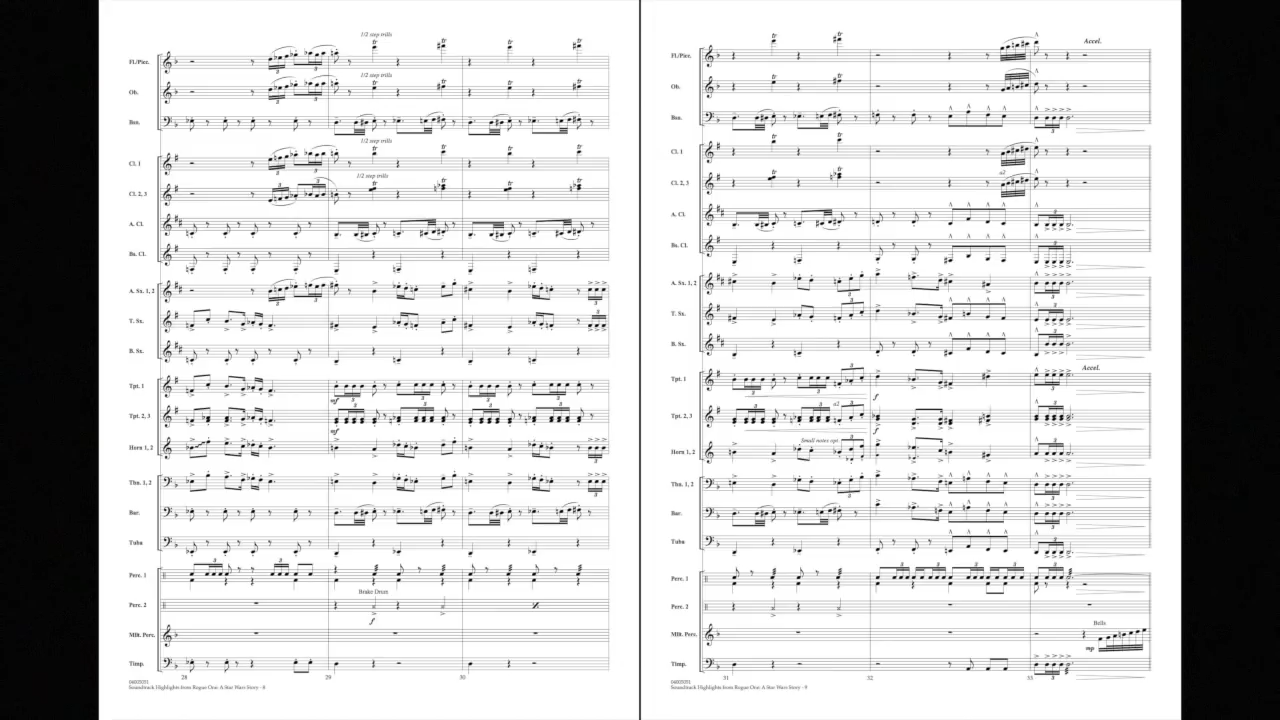 1/2 step trills
Fl./Picc.
1/2 step trills
Ob.
Bsn.
1/2 step trills
Cl. 1
1/2 step trills
Cl. 2, 3
A. Cl.
Bs. Cl.
A. Sx. 1, 2
T. Sx.
B. Sx.
Tpt. 1
mf
Tpt. 2, 3
mf
Horn 1, 2
Tbn. 1, 2
Bar.
Tuba
Perc. 1
Brake Drum
Perc. 2
f
Mlt. Perc.
Timp.
28 29 30
04003051
Soundtrack Highlights from Rogue One: A Star Wars Story - 8
Accel.
Fl./Picc.
Ob.
Bsn.
Cl. 1
a2
Cl. 2, 3
A. Cl.
Bs. Cl.
A. Sx. 1, 2
T. Sx.
B. Sx.
Accel.
Tpt. 1
f
a2
Tpt. 2, 3
f
Small notes opt.
Horn 1, 2
Tbn. 1, 2
Bar.
Tuba
Perc. 1
Perc. 2
Bells
Mlt. Perc.
mp
Timp.
31 32 33
04003051
Soundtrack Highlights from Rogue One: A Star Wars Story - 9